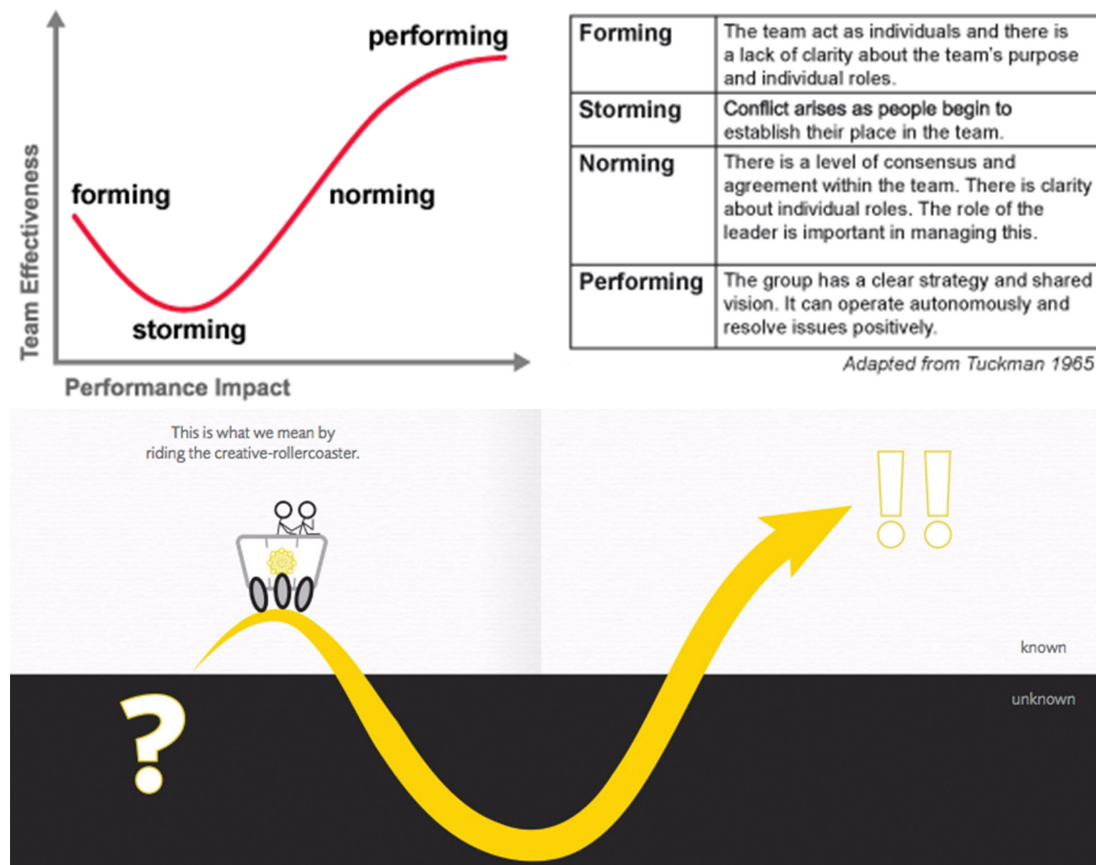 performing
forming
norming
storming
Team Effectiveness
Performance Impact
Forming
The team act as individuals and there is
a lack of clarity about the team's purpose
and individual roles.
Storming
Conflict arises as people begin to
establish their place in the team.
Norming
There is a level of consensus and
agreement within the team. There is clarity
about individual roles. The role of the
leader is important in managing this.
Performing
The group has a clear strategy and shared
vision. It can operate autonomously and
resolve issues positively.
Adapted from Tuckman 1965
This is what we mean by
riding the creative-rollercoaster.
!!
known
unknown
?